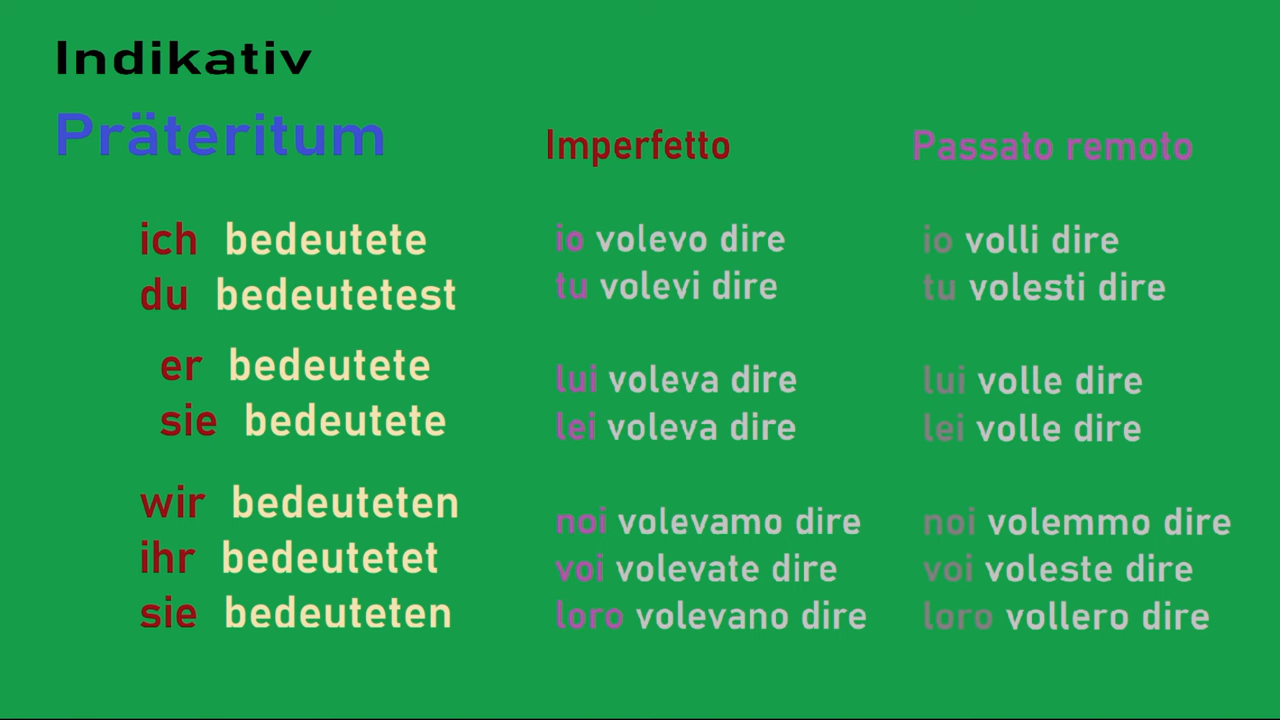 Indikativ
Präteritum Imperfetto Passato remoto
ich bedeutete io volevo dire io volli dire
du bedeutetest tu volevi dire tu volesti dire
er bedeutete lui voleva dire lui volle dire
sie bedeutete lei voleva dire lei volle dire
wir bedeuteten noi volevamo dire noi volemmo dire
ihr bedeutetet voi volevate dire voi voleste dire
sie bedeuteten loro volevano dire loro vollero dire